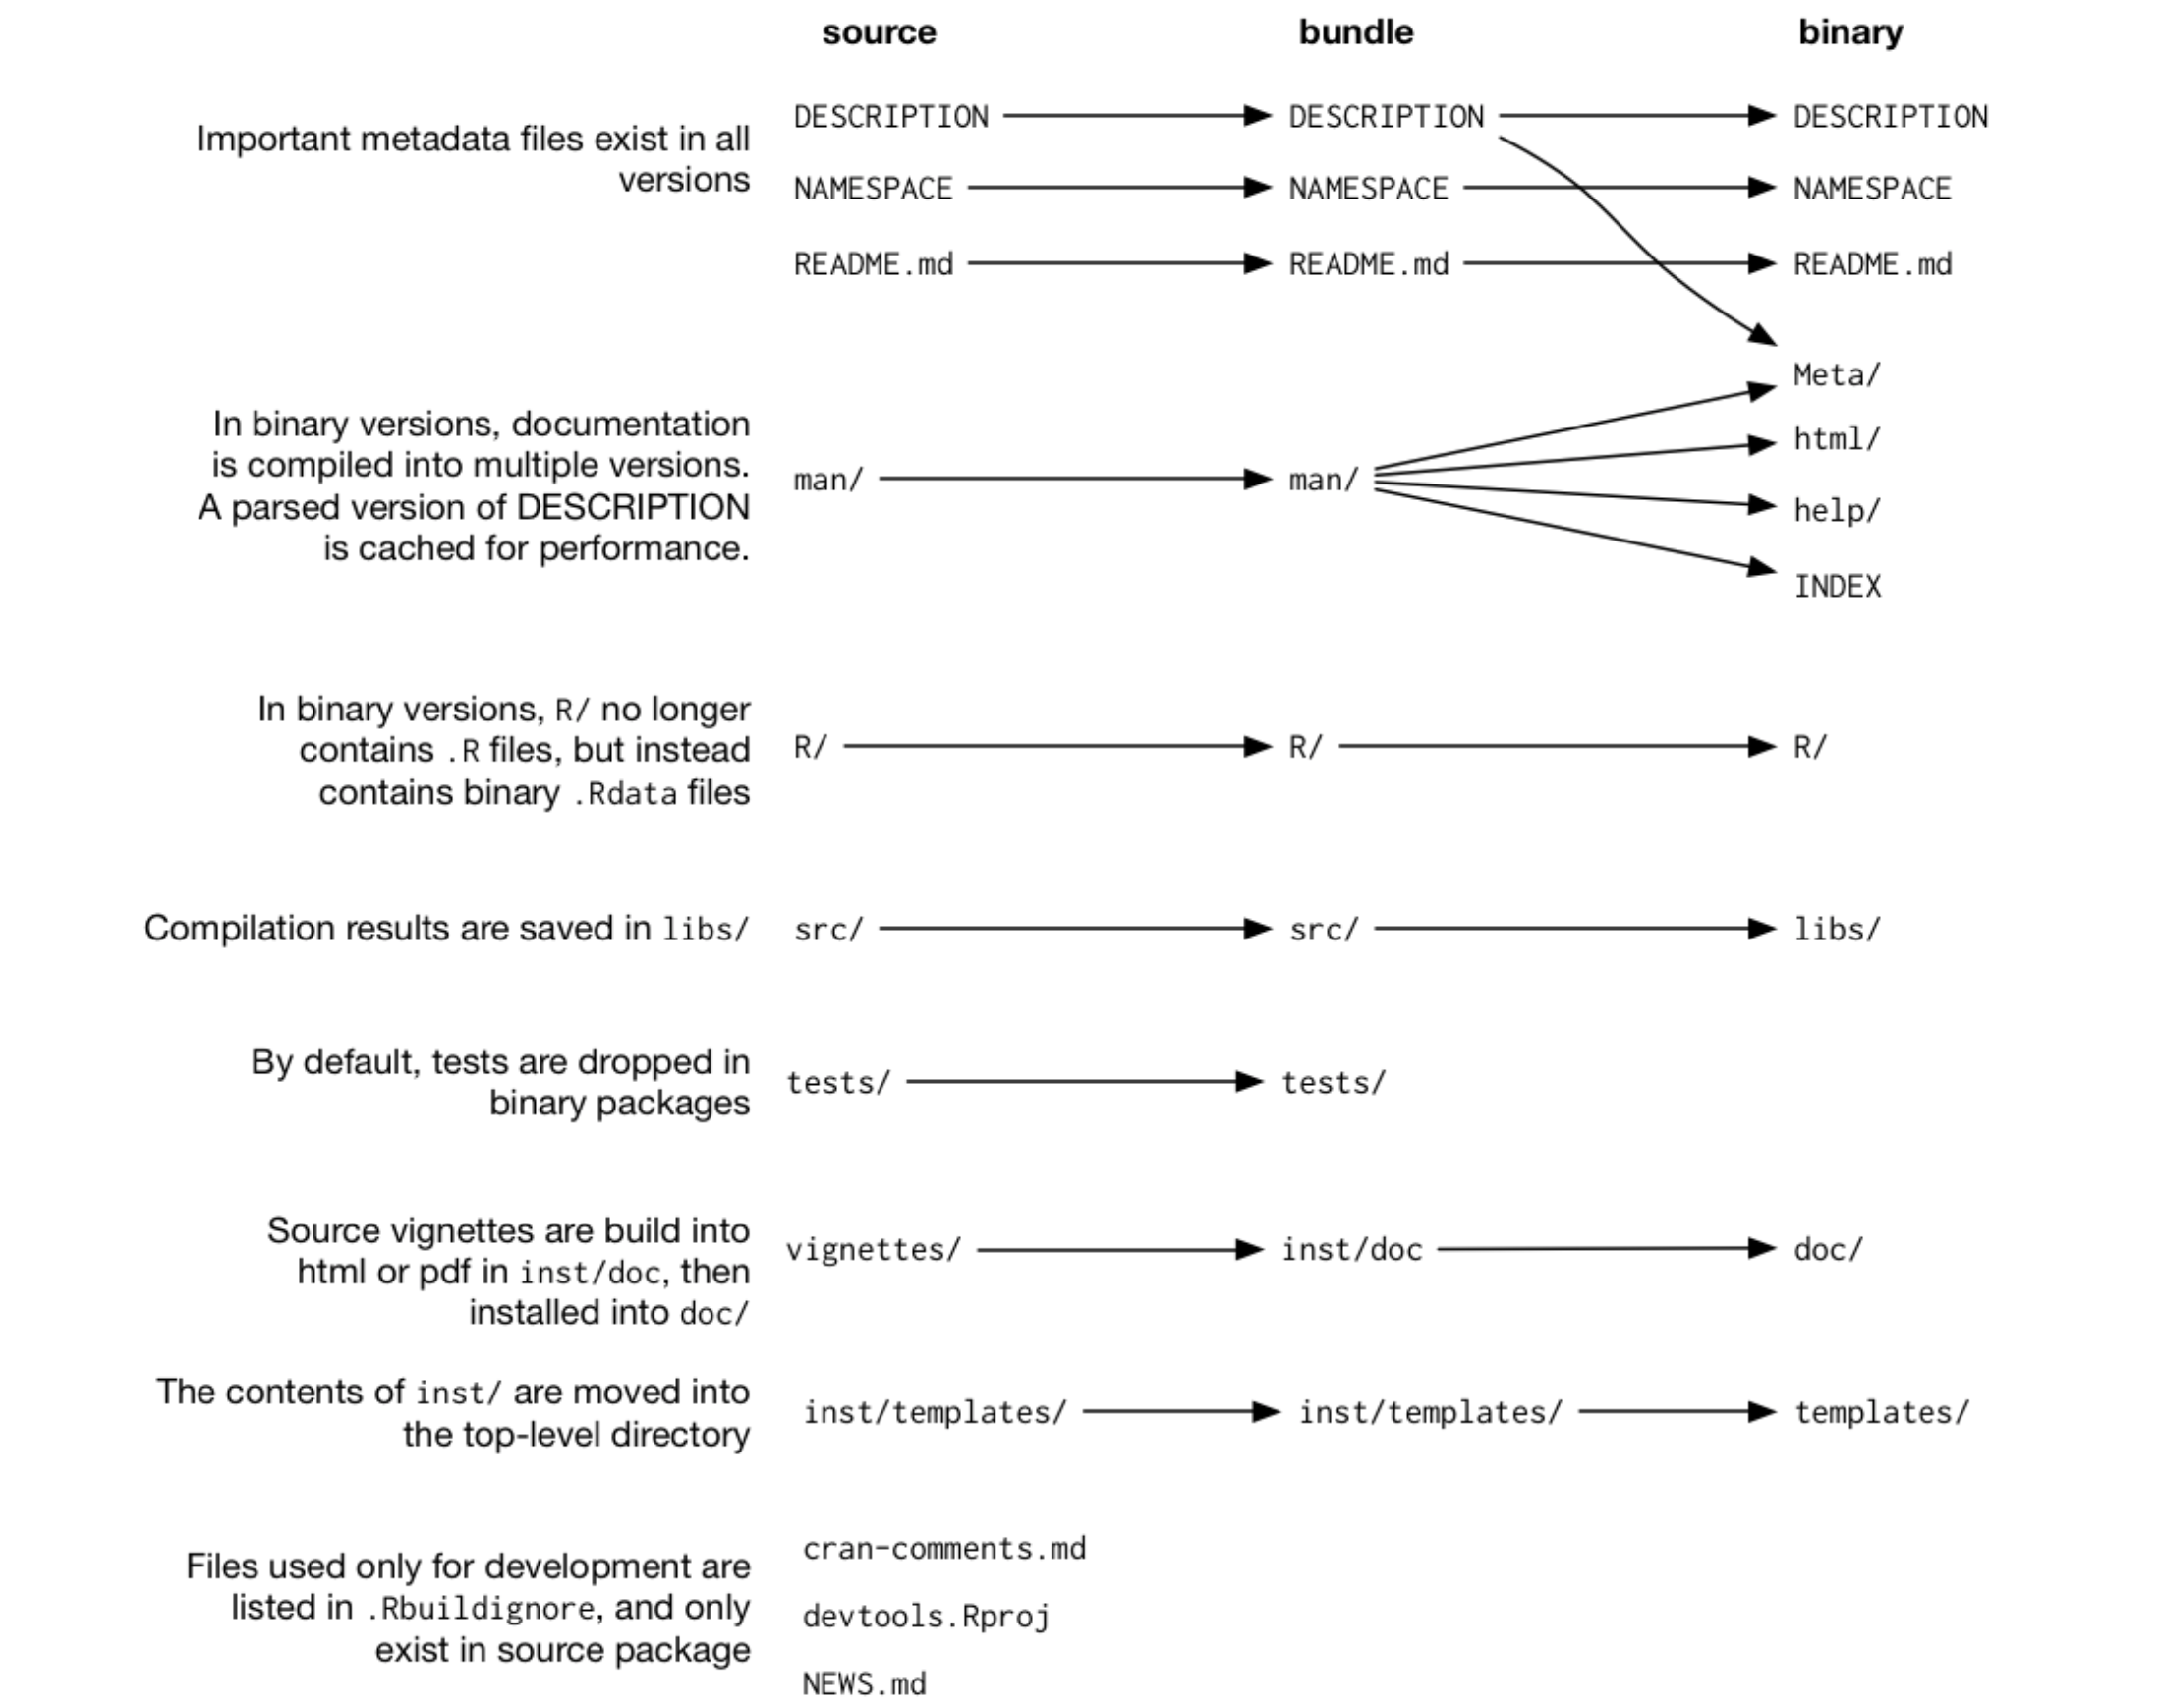 source bundle binary
Important metadata files exist in all
versions
DESCRIPTION DESCRIPTION DESCRIPTION
NAMESPACE NAMESPACE NAMESPACE
README.md README.md README.md
In binary versions, documentation
is compiled into multiple versions.
A parsed version of DESCRIPTION
is cached for performance.
man/ man/
Meta/
html/
help/
INDEX
In binary versions, R/ no longer
contains .R files, but instead
contains binary .Rdata files
R/ R/ R/
Compilation results are saved in libs/
src/ src/ libs/
By default, tests are dropped in
binary packages
tests/ tests/
Source vignettes are build into
html or pdf in inst/doc, then
installed into doc/
vignettes/ inst/doc doc/
The contents of inst/ are moved into
the top-level directory
inst/templates/ inst/templates/ templates/
Files used only for development are
listed in .Rbuildignore, and only
exist in source package
cran-comments.md
devtools.Rproj
NEWS.md